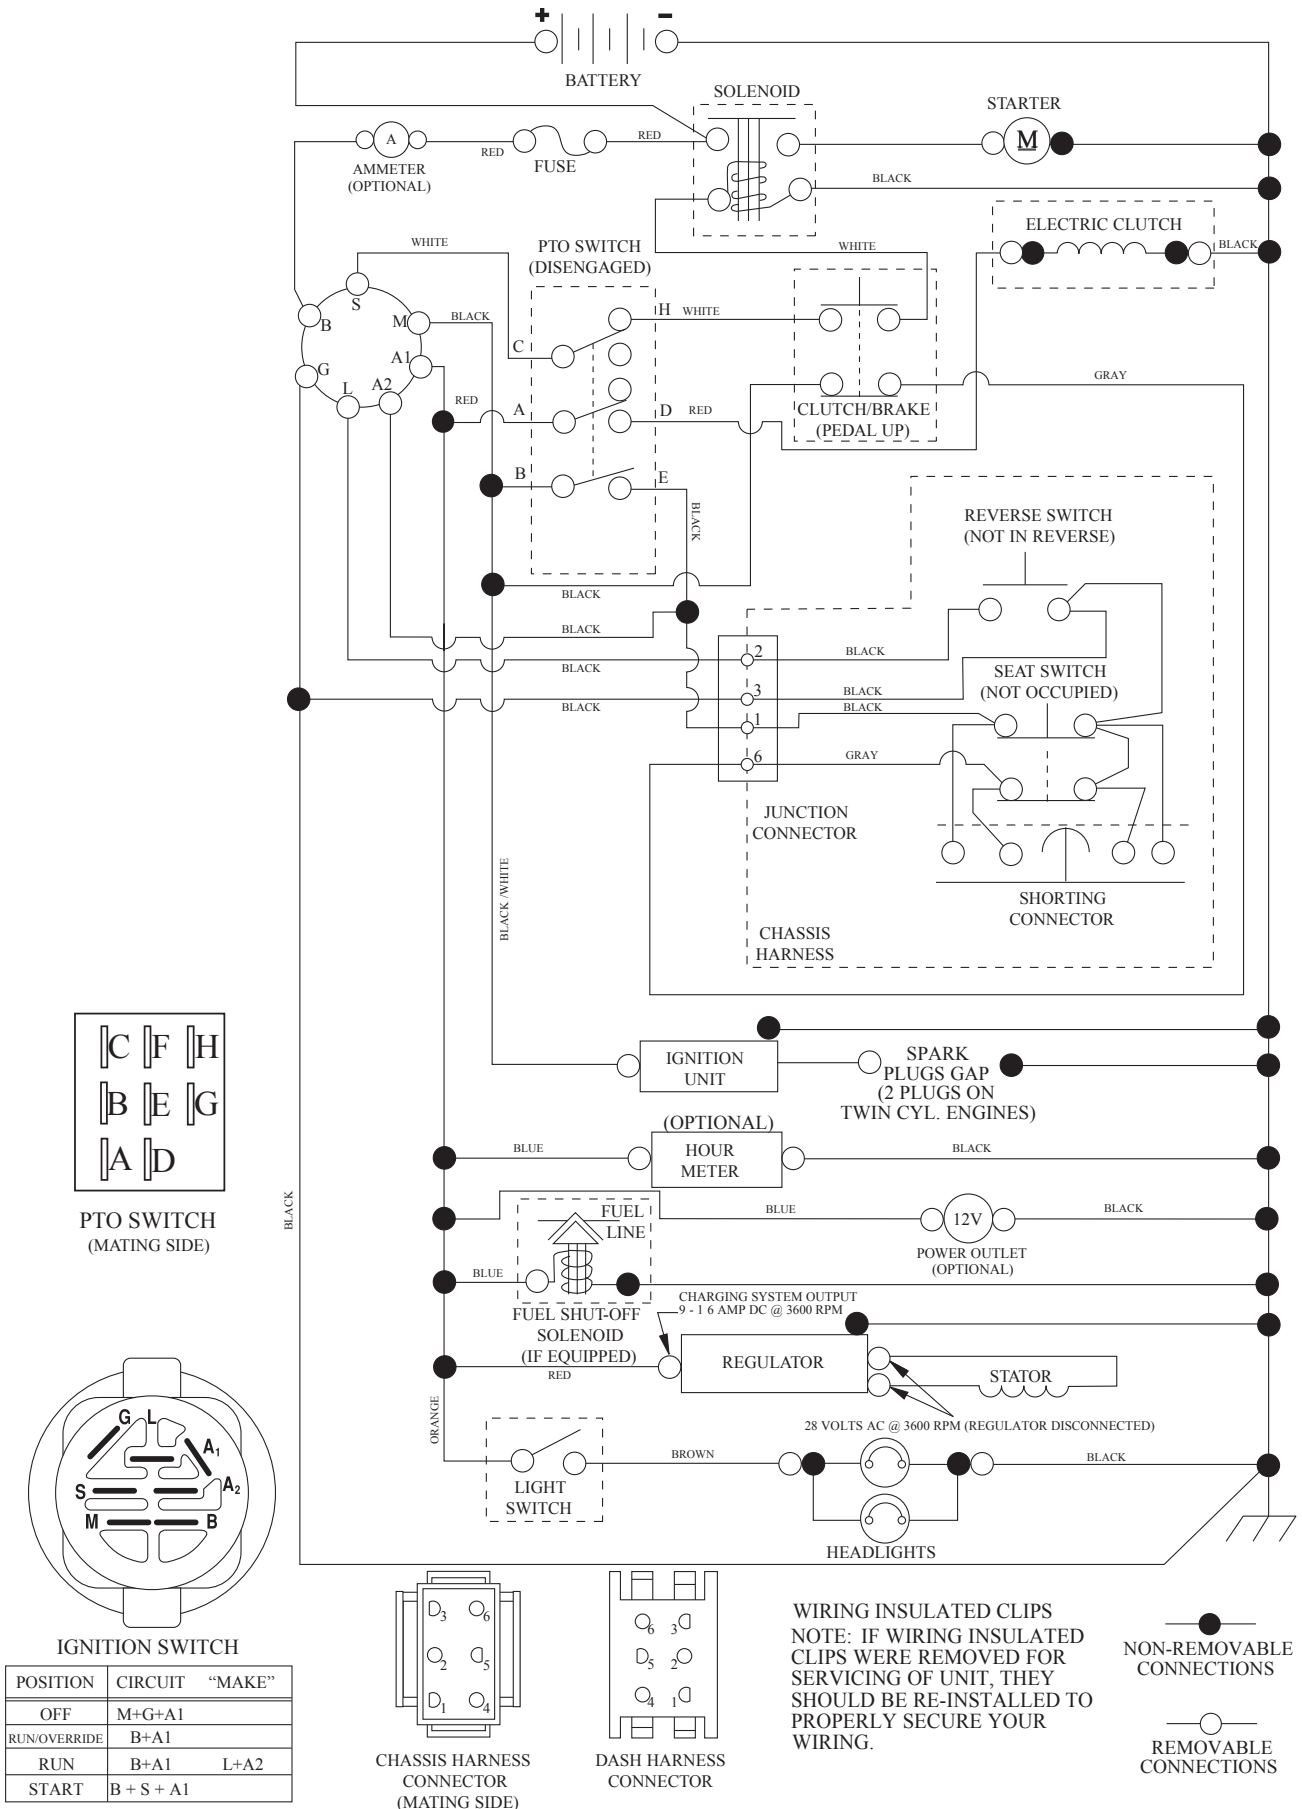 + −
BATTERY
SOLENOID
STARTER
M
A
AMMETER
(OPTIONAL)
RED
FUSE
RED
BLACK
ELECTRIC CLUTCH
BLACK
WHITE
PTO SWITCH
(DISENGAGED)
WHITE
S
B
M
BLACK
A1
G
L
A2
RED
C
H
WHITE
A
D
RED
CLUTCH/BRAKE
(PEDAL UP)
GRAY
B
E
BLACK
REVERSE SWITCH
(NOT IN REVERSE)
BLACK
BLACK
BLACK
BLACK
2
BLACK
3
BLACK
1
BLACK
6
GRAY
SEAT SWITCH
(NOT OCCUPIED)
JUNCTION
CONNECTOR
SHORTING
CONNECTOR
CHASSIS
HARNESS
BLACK /WHITE
C F H
B E G
A D
PTO SWITCH
(MATING SIDE)
BLACK
IGNITION
UNIT
SPARK
PLUGS GAP
(2 PLUGS ON
TWIN CYL. ENGINES)
(OPTIONAL)
HOUR
METER
BLUE
BLACK
BLUE
12V
BLACK
POWER OUTLET
(OPTIONAL)
FUEL
LINE
BLUE
FUEL SHUT-OFF
SOLENOID
(IF EQUIPPED)
CHARGING SYSTEM OUTPUT
9 - 1 6 AMP DC @ 3600 RPM
RED
REGULATOR
STATOR
28 VOLTS AC @ 3600 RPM (REGULATOR DISCONNECTED)
ORANGE
LIGHT
SWITCH
BROWN
BLACK
HEADLIGHTS
G L
A1
A2
S
M
B
IGNITION SWITCH
POSITION CIRCUIT "MAKE"
OFF M+G+A1
RUN/OVERRIDE B+A1
RUN B+A1 L+A2
START B + S + A1
3 6
2 5
1 4
CHASSIS HARNESS
CONNECTOR
(MATING SIDE)
6 3
5 2
4 1
DASH HARNESS
CONNECTOR
WIRING INSULATED CLIPS
NOTE: IF WIRING INSULATED
CLIPS WERE REMOVED FOR
SERVICING OF UNIT, THEY
SHOULD BE RE-INSTALLED TO
PROPERLY SECURE YOUR
WIRING.
NON-REMOVABLE
CONNECTIONS
REMOVABLE
CONNECTIONS